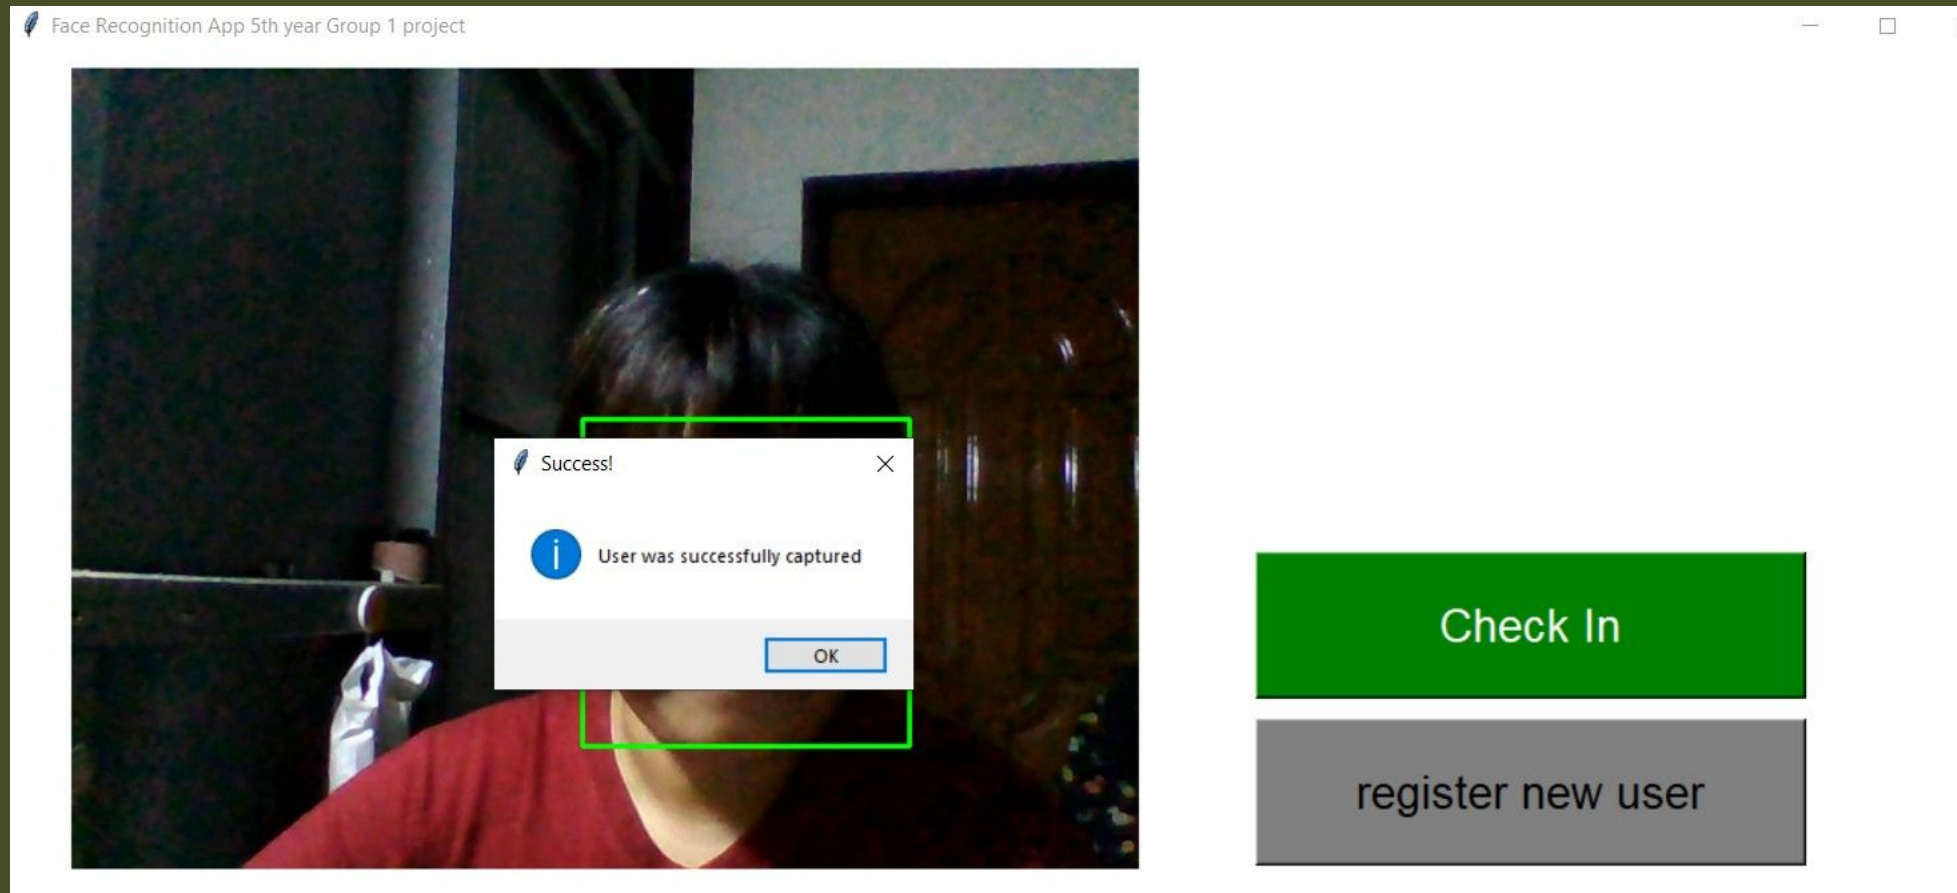 Face Recognition App 5th year Group 1 project
Success!
User was successfully captured
OK
Check In
register new user